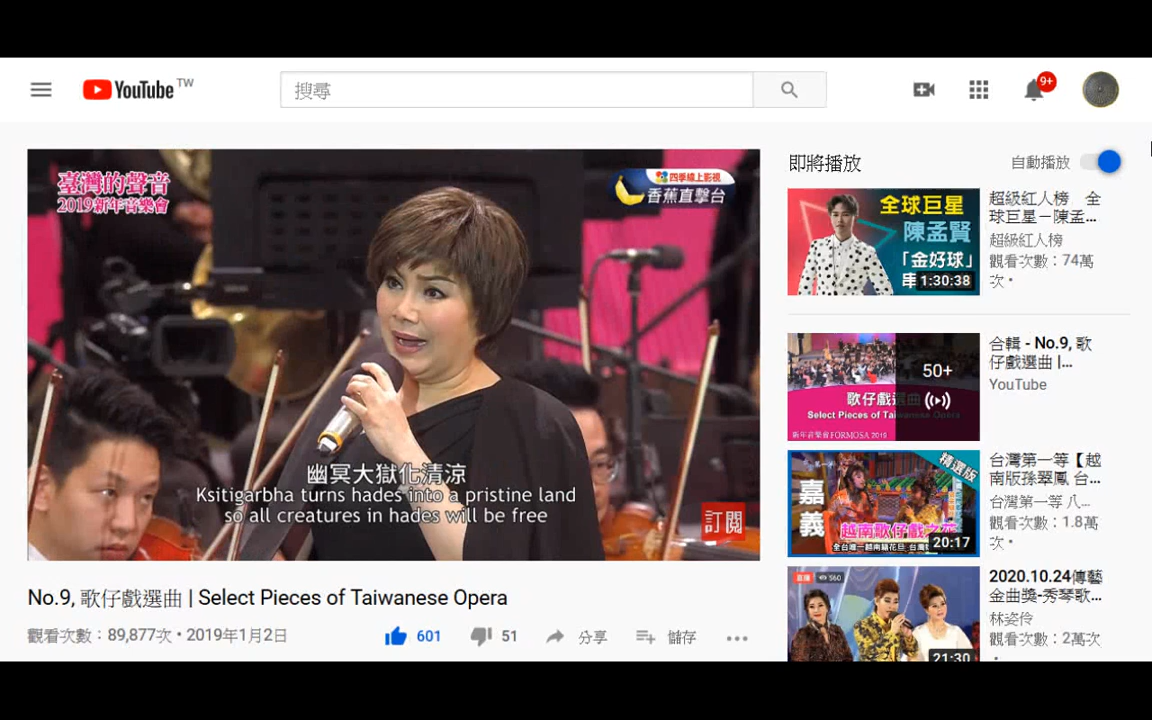 YouTube TW
搜尋
9+
臺灣的聲音
2019新年音樂會
四季線上影視
香蕉直擊台
幽冥大獄化清涼
Ksitigarbha turns hades into a pristine land
so all creatures in hades will be free
訂閱
No.9, 歌仔戲選曲 | Select Pieces of Taiwanese Opera
觀看次數：89,877次 • 2019年1月2日
601
51
分享
儲存
即將播放
自動播放
全球巨星
陳孟賢
「金好球」
串
1:30:38
超級紅人榜 全
球巨星－陳孟...
超級紅人榜
觀看次數：74萬
次 •
50+
歌仔戲選曲
Select Pieces of Taiwanese Opera
新年音樂會 FORMOSA 2019
合輯 - No.9, 歌
仔戲選曲 |...
YouTube
精選版
嘉義
越南歌仔戲之花
20:17
台灣第一等【越
南版孫翠鳳 台...
台灣第一等 八...
觀看次數：1.8萬
次 •
直播
560
21:30
2020.10.24傳藝
金曲獎-秀琴歌...
林姿伶
觀看次數：2萬次
•